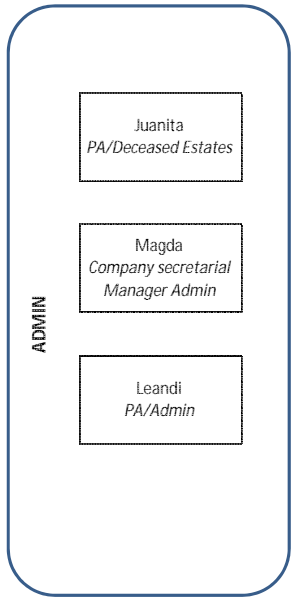 ADMIN
Juanita
PA/Deceased Estates
Magda
Company secretarial
Manager Admin
Leandi
PA/Admin